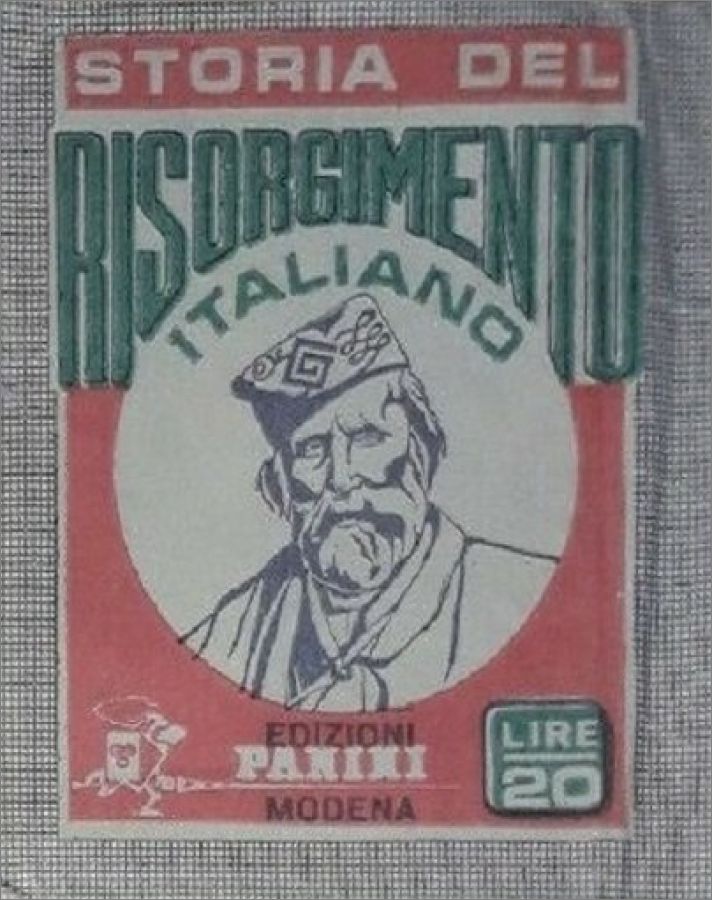 STORIA DEL
RISORGIMENTO
ITALIANO
G
EDIZIONI
PANINI
MODENA
LIRE
20